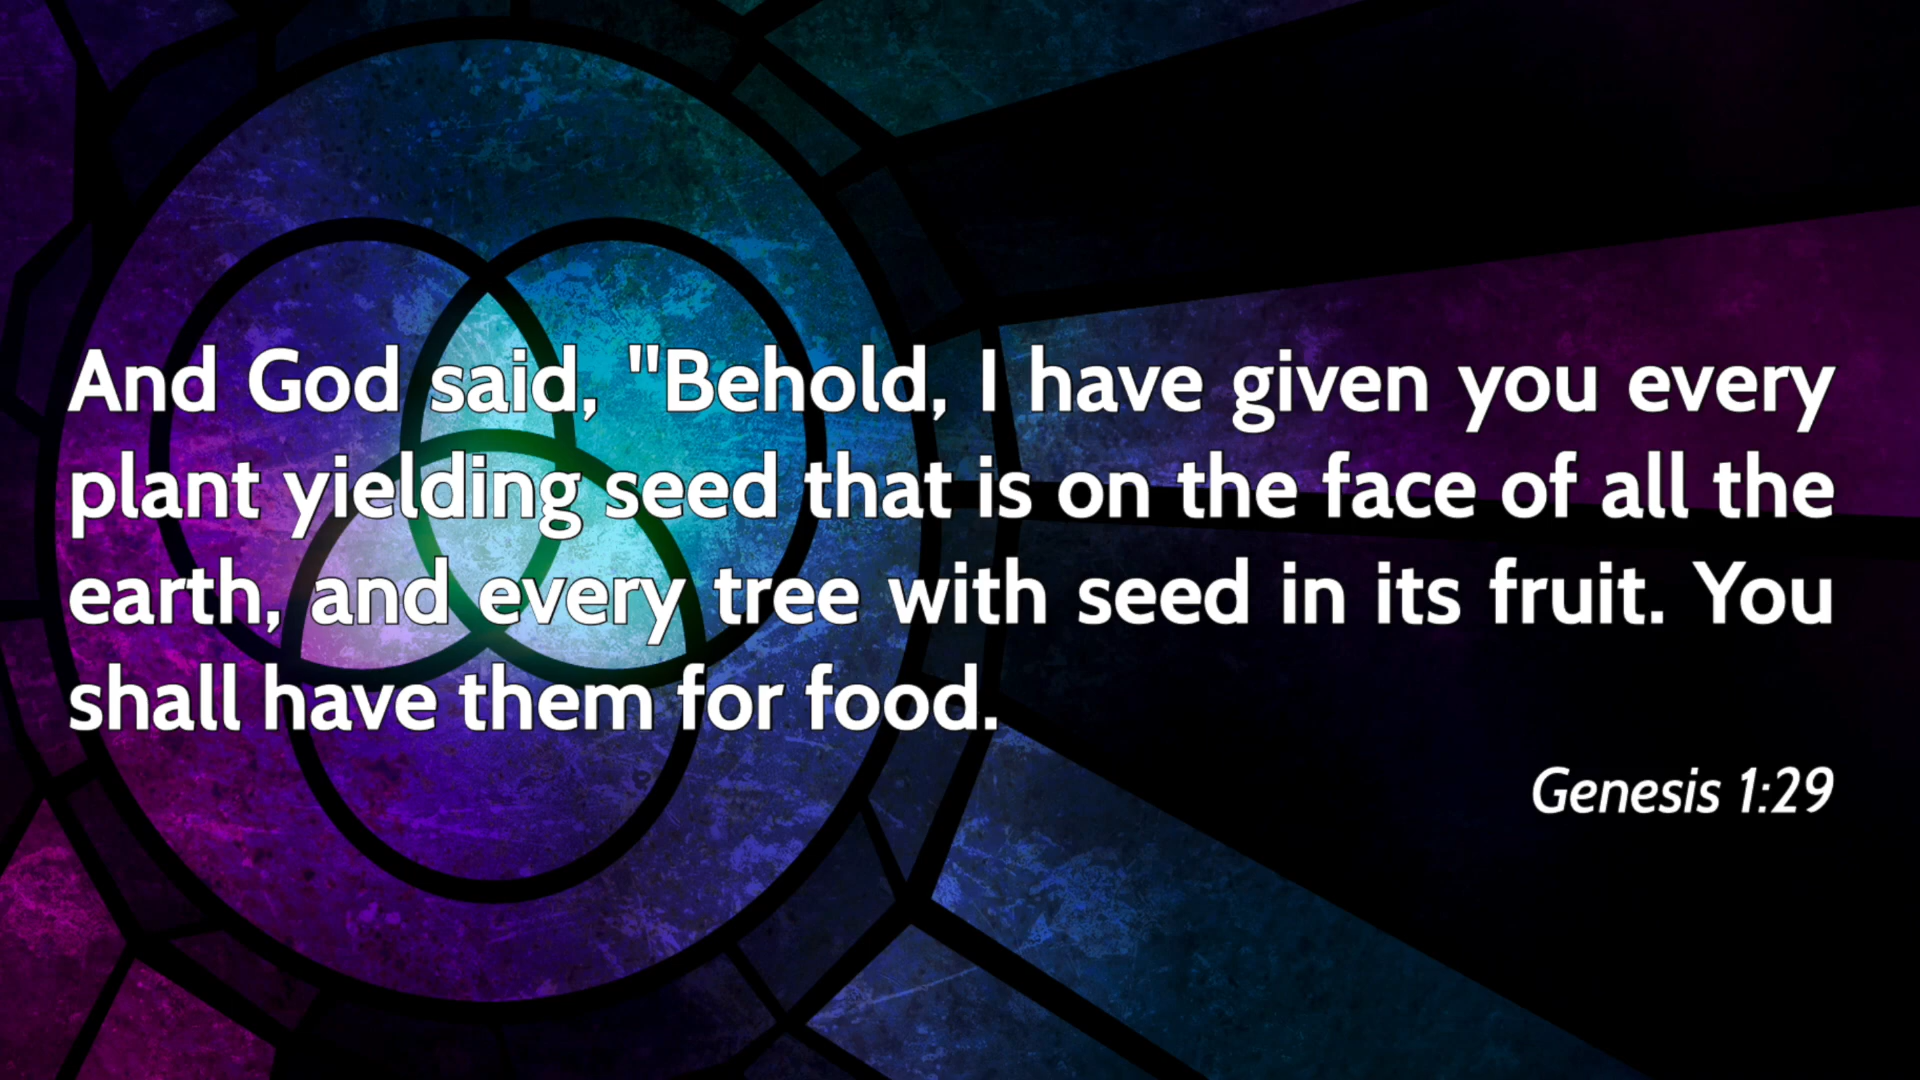 And God said, "Behold, I have given you every
plant yielding seed that is on the face of all the
earth, and every tree with seed in its fruit. You
shall have them for food.
Genesis 1:29